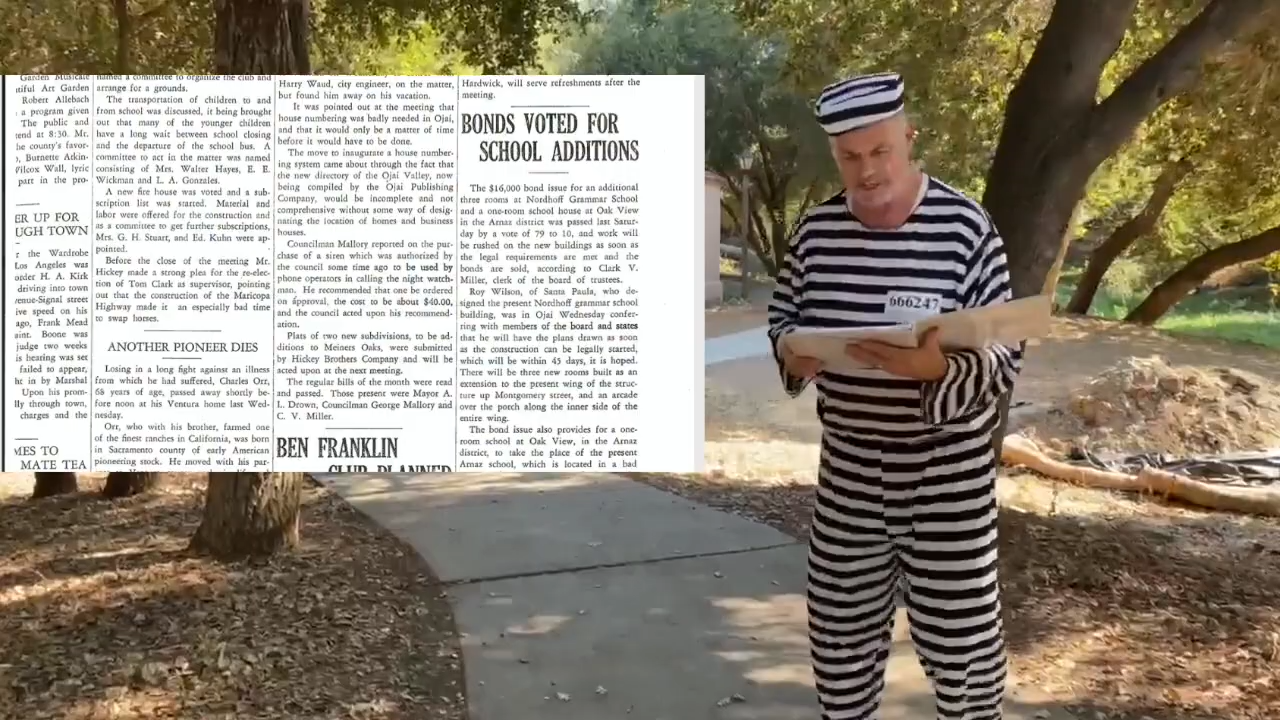 Garden Musicale
tiful Art Garden
Robert Allebach
a program given
The public and
tend at 8:30. Mr.
he county's favor-
Burnette Atkin-
Wilcox Wall, lyric
part in the pro-
ER UP FOR
UGH TOWN
r the Wardrobe
Los Angeles was
order H. A. Kirk
driving into town
venue-Signal street
ive speed on his
ago, Frank Mead
aint. Boone was
judge two weeks
is hearing was set
failed to appear,
ht in by Marshal
Upon his prom-
lly through town,
charges and the
MES TO
MATE TEA
named a committee to organize the club and
arrange for a grounds.
The transportation of children to and
from school was discussed, it being brought
out that many of the younger children
have a long wait between school closing
and the departure of the school bus. A
committee to act in the matter was named
consisting of Mrs. Walter Hayes, E. E.
Wickman and L. A. Gonzales.
A new fire house was voted and a sub-
scription list was started. Material and
labor were offered for the construction and
as a committee to get further subscriptions,
Mrs. G. H. Stuart, and Ed. Kuhn were ap-
pointed.
Before the close of the meeting Mr.
Hickey made a strong plea for the re-elec-
tion of Tom Clark as supervisor, pointing
out that the construction of the Maricopa
Highway made it an especially bad time
to swap horses.
ANOTHER PIONEER DIES
Losing in a long fight against an illness
from which he had suffered, Charles Orr,
68 years of age, passed away shortly be-
fore noon at his Ventura home last Wed-
nesday.
Orr, who with his brother, farmed one
of the finest ranches in California, was born
in Sacramento county of early American
pioneering stock. He moved with his par-
Harry Waud, city engineer, on the matter,
but found him away on his vacation.
It was pointed out at the meeting that
house numbering was badly needed in Ojai,
and that it would only be a matter of time
before it would have to be done.
The move to inaugurate a house number-
ing system came about through the fact that
the new directory of the Ojai Valley, now
being compiled by the Ojai Publishing
Company, would be incomplete and not
comprehensive without some way of desig-
nating the location of homes and business
houses.
Councilman Mallory reported on the pur-
chase of a siren which was authorized by
the council some time ago to be used by
phone operators in calling the night watch-
man. He recommended that one be ordered
on approval, the cost to be about $40.00,
and the council acted upon his recommend-
ation.
Plats of two new subdivisions, to be ad-
ditions to Meiners Oaks, were submitted
by Hickey Brothers Company and will be
acted upon at the next meeting.
The regular bills of the month were read
and passed. Those present were Mayor A.
L. Drown, Councilman George Mallory and
C. V. Miller.
BEN FRANKLIN
CLUB PLANNED
Hardwick, will serve refreshments after the
meeting.
BONDS VOTED FOR
SCHOOL ADDITIONS
The $16,000 bond issue for an additional
three rooms at Nordhoff Grammar School
and a one-room school house at Oak View
in the Arnaz district was passed last Satur-
day by a vote of 79 to 10, and work will
be rushed on the new buildings as soon as
the legal requirements are met and the
bonds are sold, according to Clark V.
Miller, clerk of the board of trustees.
Roy Wilson, of Santa Paula, who de-
signed the present Nordhoff grammar school
building, was in Ojai Wednesday confer-
ring with members of the board and states
that he will have the plans drawn as soon
as the construction can be legally started,
which will be within 45 days, it is hoped.
There will be three new rooms built as an
extension to the present wing of the struc-
ture up Montgomery street, and an arcade
over the porch along the inner side of the
entire wing.
The bond issue also provides for a one-
room school at Oak View, in the Arnaz
district, to take the place of the present
Arnaz school, which is located in a bad
666247